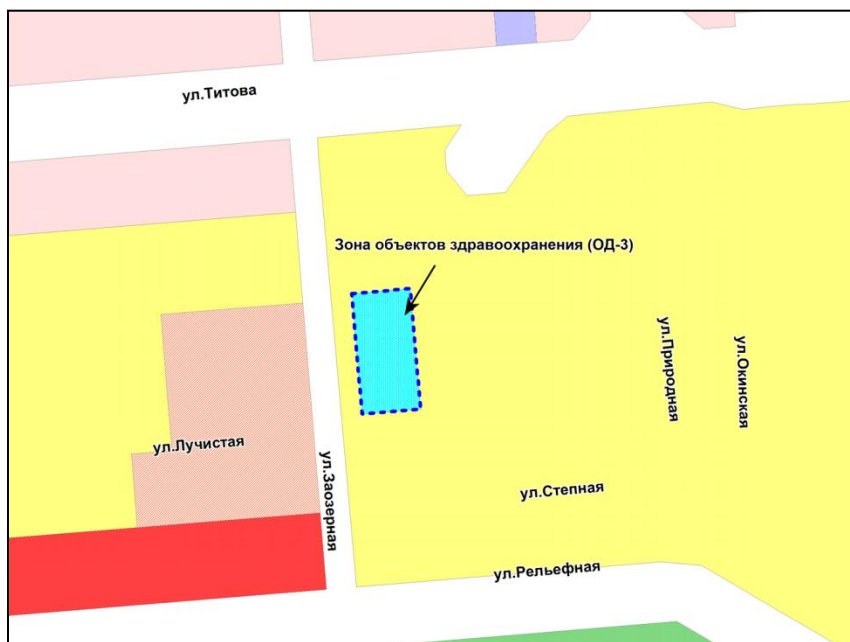 ул.Титова
Зона объектов здравоохранения (ОД-3)
ул.Природная
ул.Окинская
ул.Лучистая
ул.Заозерная
ул.Степная
ул.Рельефная